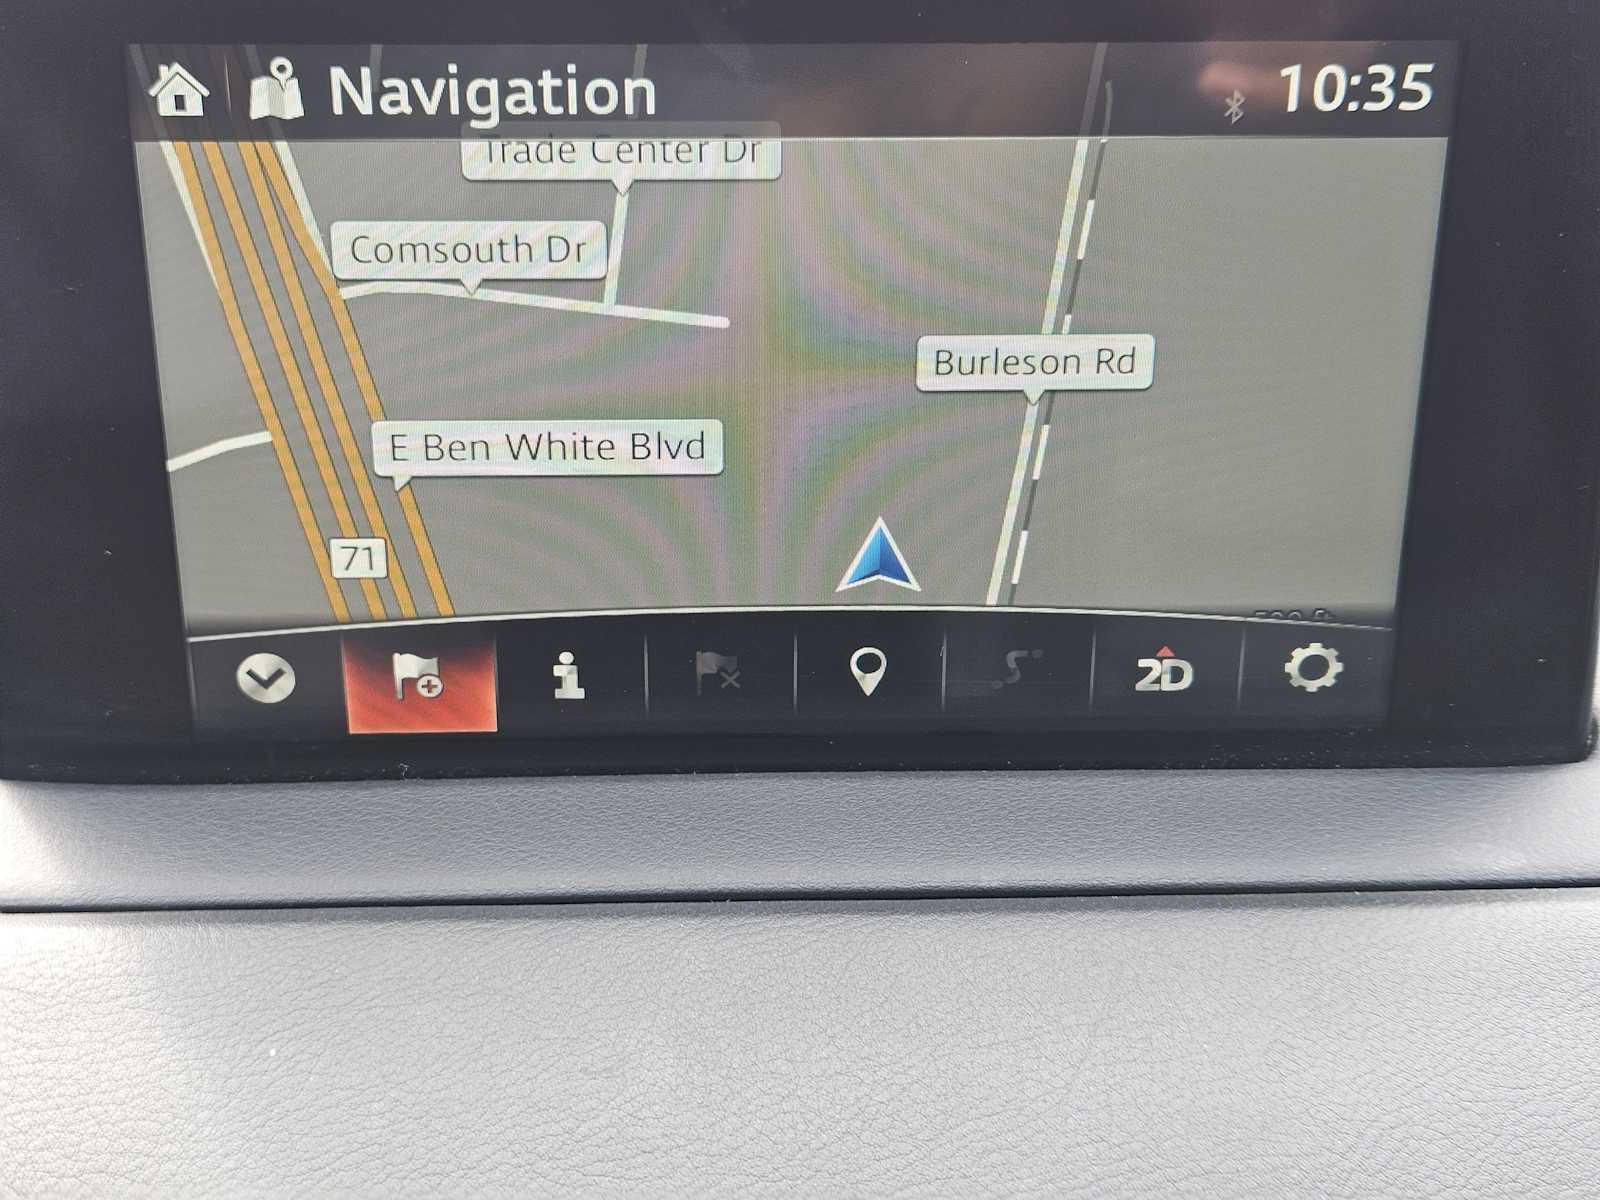 Navigation
10:35
Trade Center Dr
Comsouth Dr
Burleson Rd
E Ben White Blvd
71
2D